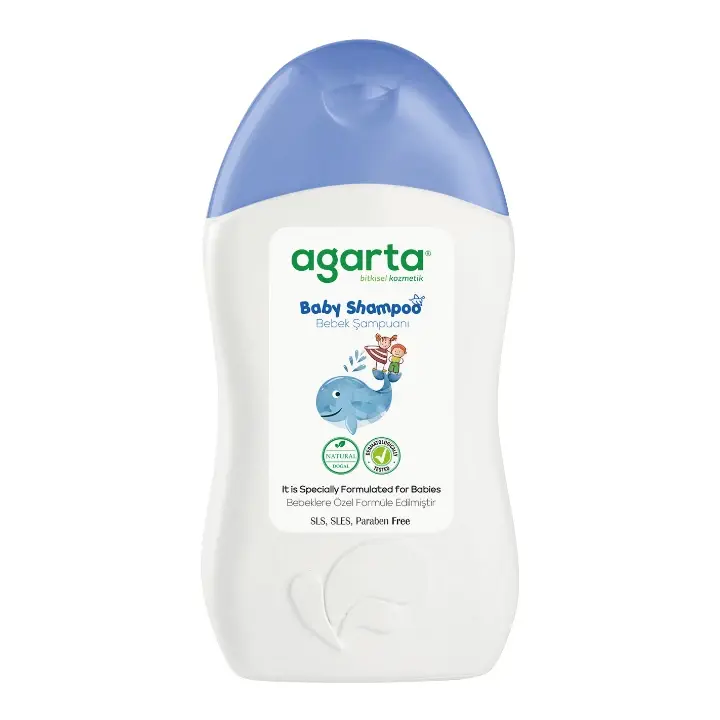 agarta®
bitkisel kozmetik
Baby Shampoo
Bebek Şampuanı
NATURAL
DOĞAL
DERMATOLOGICALLY
TESTED
It is Specially Formulated for Babies
Bebeklere Özel Formüle Edilmiştir
SLS, SLES, Paraben Free